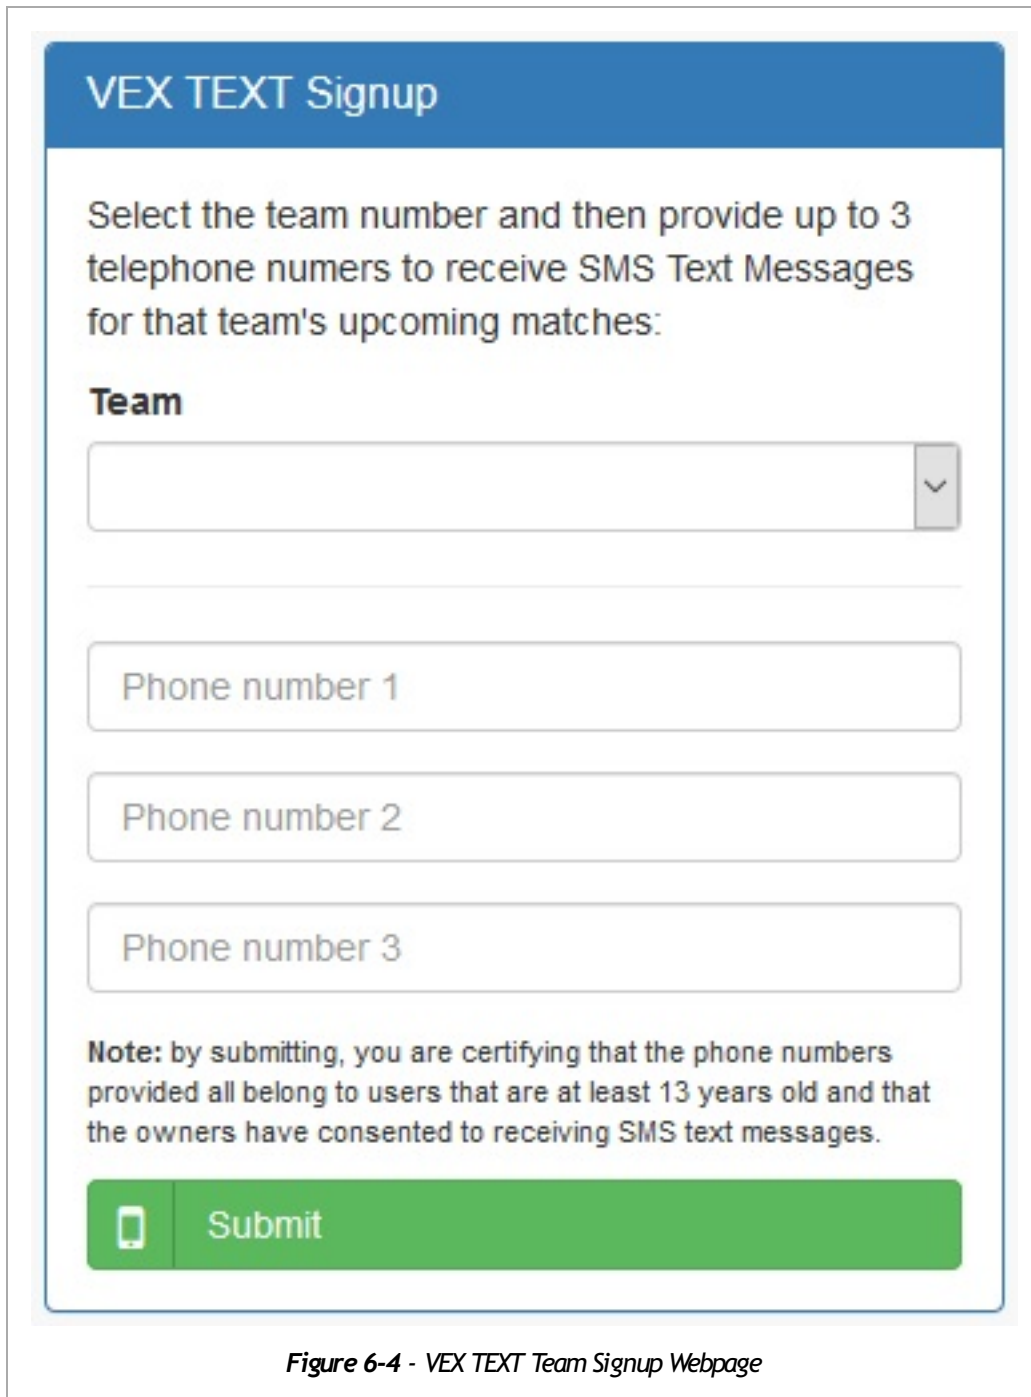 VEX TEXT Signup
Select the team number and then provide up to 3
telephone numers to receive SMS Text Messages
for that team's upcoming matches:
Team
Phone number 1
Phone number 2
Phone number 3
Note: by submitting, you are certifying that the phone numbers
provided all belong to users that are at least 13 years old and that
the owners have consented to receiving SMS text messages.
Submit
Figure 6-4 - VEX TEXT Team Signup Webpage